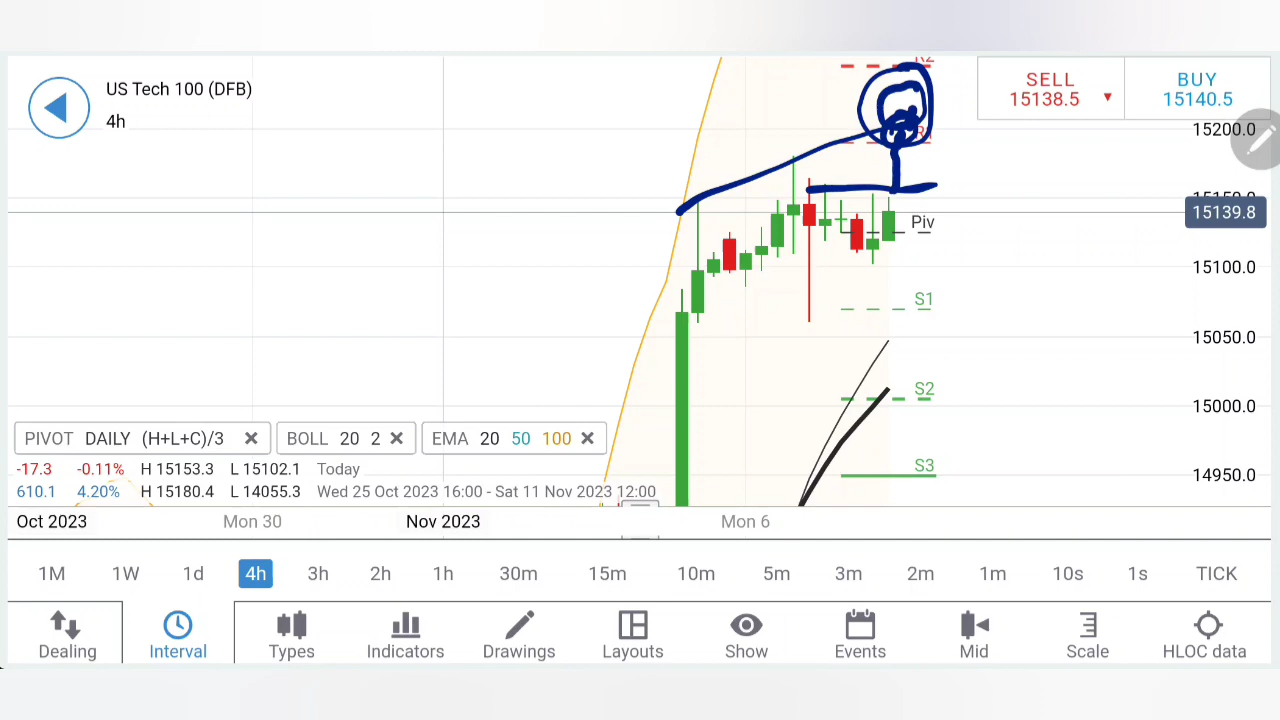 US Tech 100 (DFB)
4h
SELL
15138.5
BUY
15140.5
R2
R1
Piv
S1
S2
S3
15200.0
15150.0
15139.8
15100.0
15050.0
15000.0
14950.0
PIVOT DAILY (H+L+C)/3
BOLL 20 2
EMA 20 50 100
-17.3 -0.11% H 15153.3 L 15102.1 Today
610.1 4.20% H 15180.4 L 14055.3 Wed 25 Oct 2023 16:00 - Sat 11 Nov 2023 12:00
Oct 2023 Mon 30 Nov 2023 Mon 6
1M 1W 1d 4h 3h 2h 1h 30m 15m 10m 5m 3m 2m 1m 10s 1s TICK
Dealing Interval Types Indicators Drawings Layouts Show Events Mid Scale HLOC data